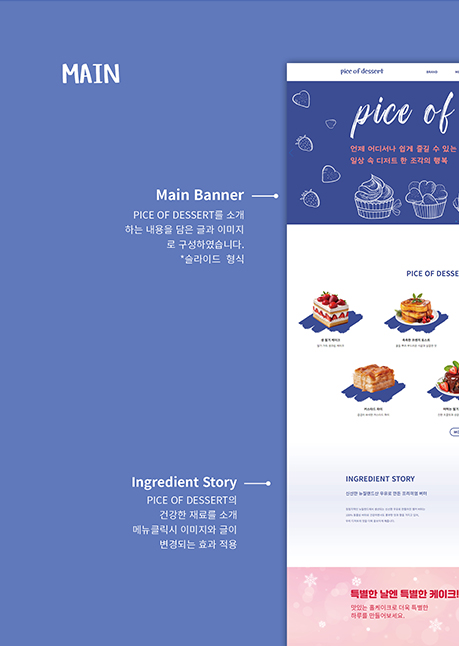 MAIN
pice of dessert
BRAND
pice of
언제 어디서나 쉽게 즐길 수 있는
일상 속 디저트 한 조각의 행복
Main Banner
PICE OF DESSERT를 소개
하는 내용을 담은 글과 이미지
로 구성하였습니다.
*슬라이드 형식
PICE OF DESSE
Ingredient Story
PICE OF DESSERT의
건강한 재료를 소개
메뉴클릭시 이미지와 글이
변경되는 효과 적용
INGREDIENT STORY
신선한 뉴질랜드산 우유로 만든 프리미엄 버터
특별한 날엔 특별한 케이크!
맛있는 홀케이크로 더욱 특별한
하루를 만들어보세요.